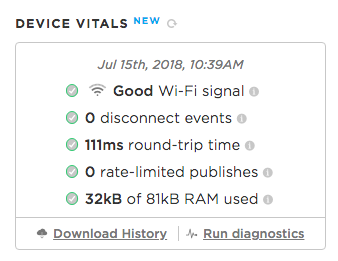 DEVICE VITALS NEW
Jul 15th, 2018, 10:39AM
Good Wi-Fi signal
0 disconnect events
111ms round-trip time
0 rate-limited publishes
32kB of 81kB RAM used
Download History Run diagnostics